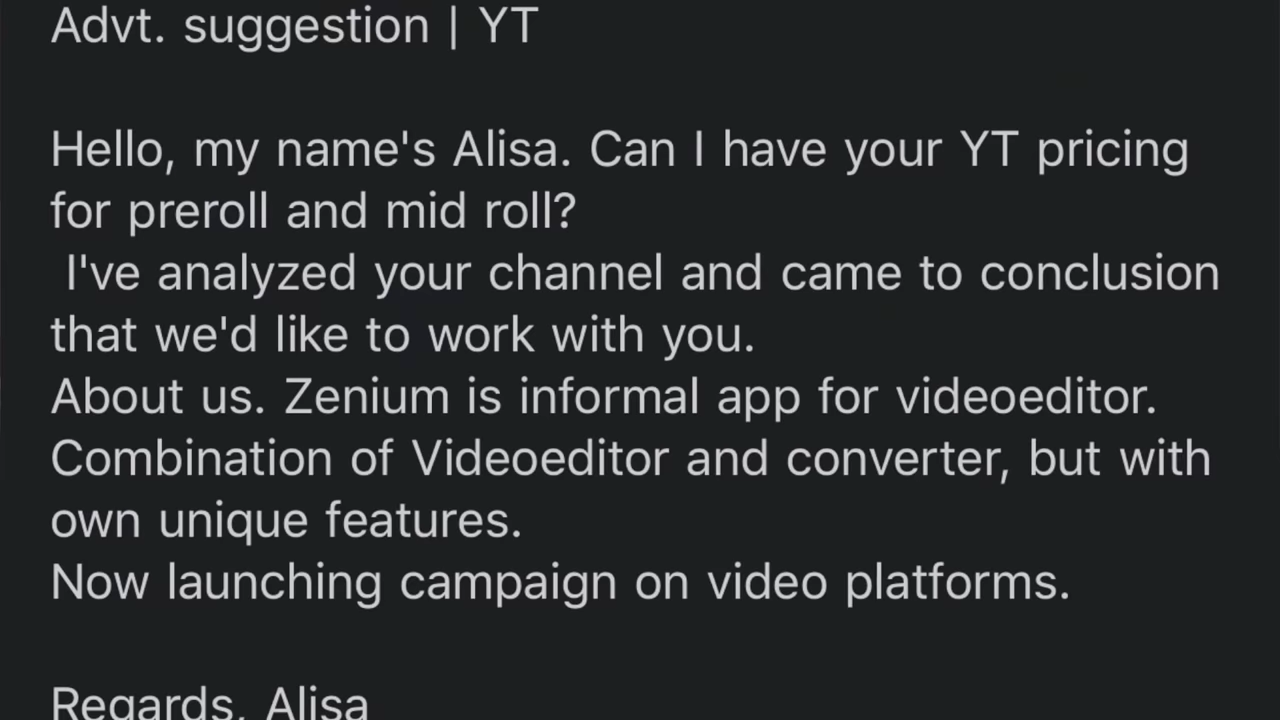 Advt. suggestion | YT
Hello, my name's Alisa. Can I have your YT pricing
for preroll and mid roll?
I've analyzed your channel and came to conclusion
that we'd like to work with you.
About us. Zenium is informal app for videoeditor.
Combination of Videoeditor and converter, but with
own unique features.
Now launching campaign on video platforms.
Regards, Alisa